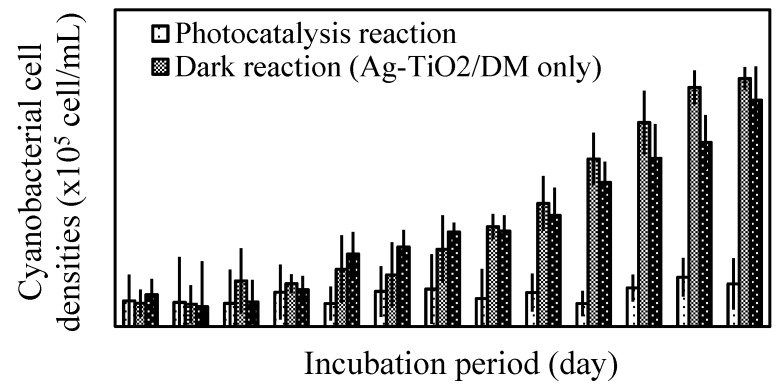 Cyanobacterial cell
densities (x10⁵ cell/mL)
Photocatalysis reaction
Dark reaction (Ag-TiO2/DM only)
Incubation period (day)